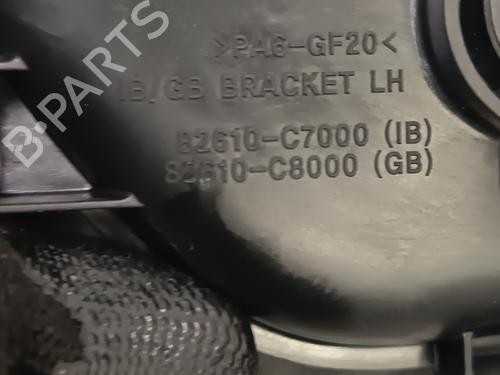 >PA6-GF20<
IB/GB BRACKET LH
82610-C7000 (IB)
82610-C8000 (GB)
B-PARTS